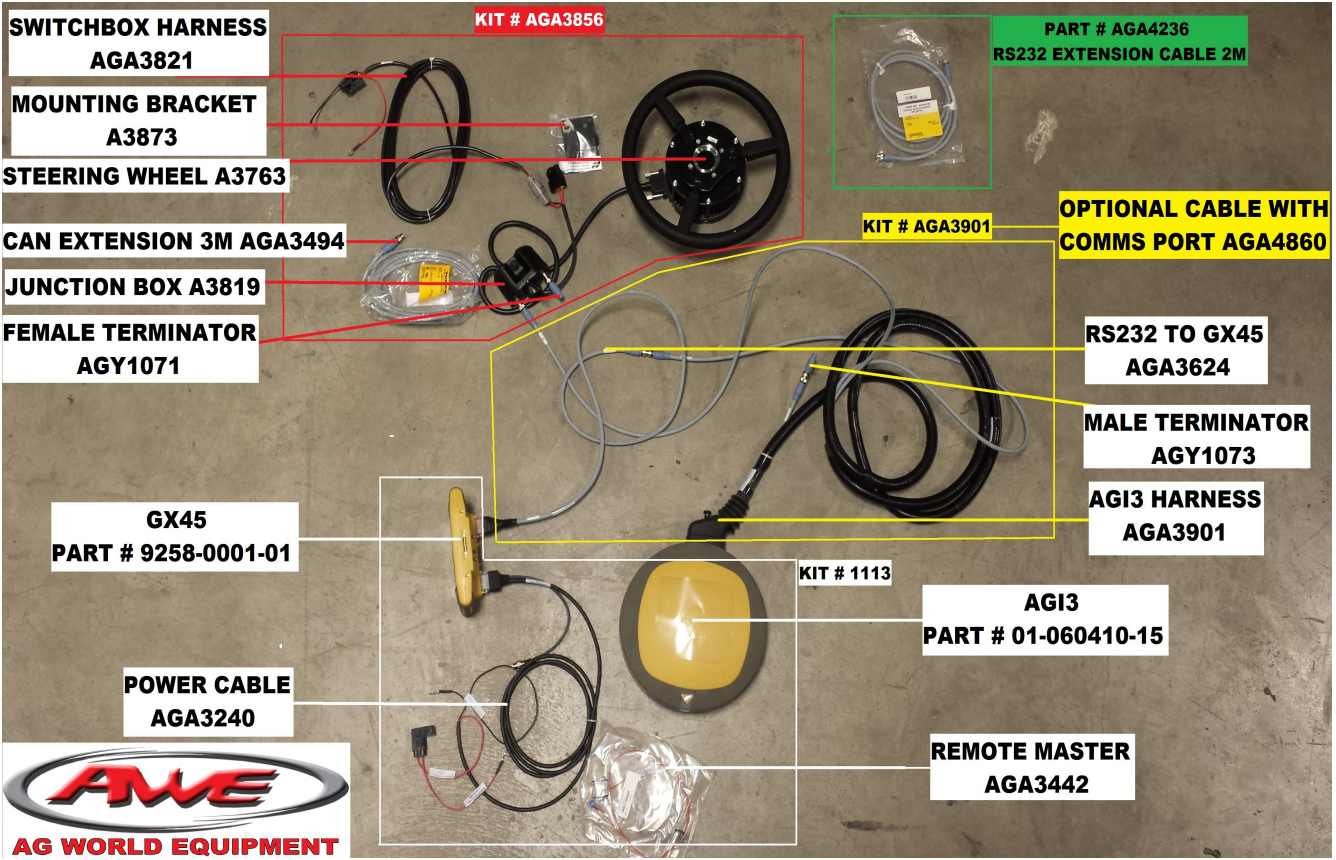 KIT # AGA3856
SWITCHBOX HARNESS
AGA3821
MOUNTING BRACKET
A3873
STEERING WHEEL A3763
CAN EXTENSION 3M AGA3494
JUNCTION BOX A3819
FEMALE TERMINATOR
AGY1071
PART # AGA4236
RS232 EXTENSION CABLE 2M
KIT # AGA3901
OPTIONAL CABLE WITH
COMMS PORT AGA4860
RS232 TO GX45
AGA3624
MALE TERMINATOR
AGY1073
AGI3 HARNESS
AGA3901
GX45
PART # 9258-0001-01
KIT # 1113
AGI3
PART # 01-060410-15
POWER CABLE
AGA3240
REMOTE MASTER
AGA3442
AWE
AG WORLD EQUIPMENT